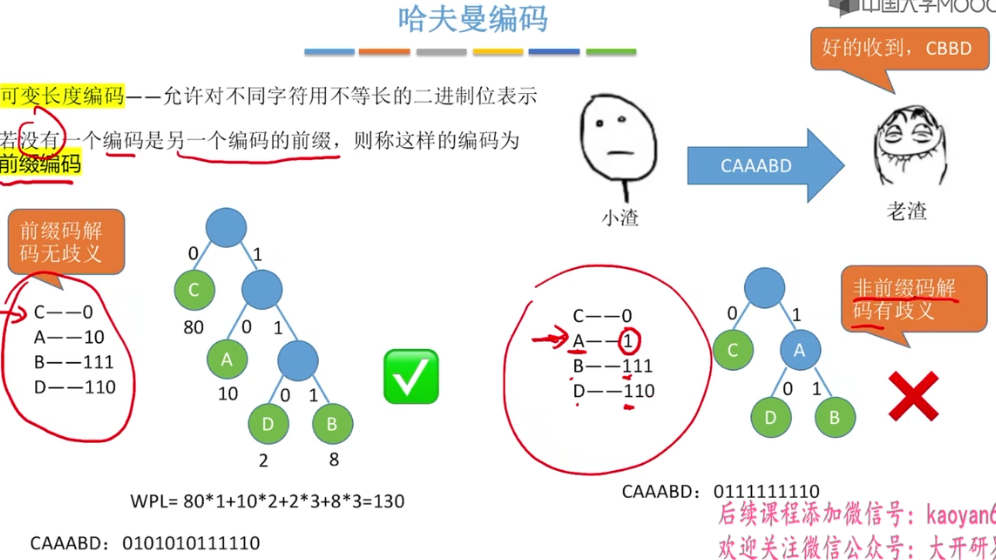 哈夫曼编码
中国大学MOOC
好的收到，CBBD
可变长度编码——允许对不同字符用不等长的二进制位表示
若没有一个编码是另一个编码的前缀，则称这样的编码为
前缀编码
CAAABD
小渣
老渣
前缀码解
码无歧义
C——0
A——10
B——111
D——110
0
1
C
80
0
1
A
10
0
1
D
B
2
8
WPL= 80*1+10*2+2*3+8*3=130
CAAABD：0101010111110
C——0
A——1
B——111
D——110
0
1
C
A
0
1
D
B
非前缀码解
码有歧义
CAAABD：0111111110
后续课程添加微信号：kaoyan6
欢迎关注微信公众号：大开研